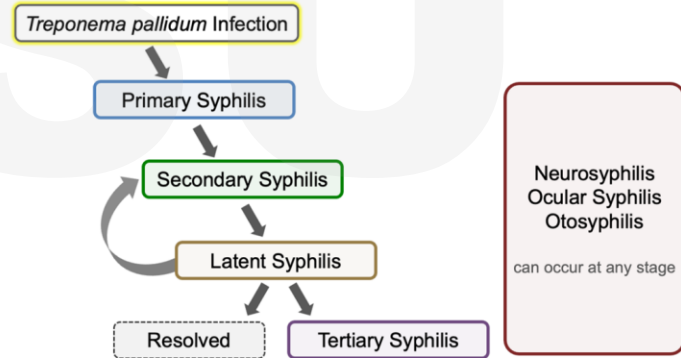 Treponema pallidum Infection
Primary Syphilis
Secondary Syphilis
Latent Syphilis
Resolved
Tertiary Syphilis
Neurosyphilis
Ocular Syphilis
Otosyphilis
can occur at any stage